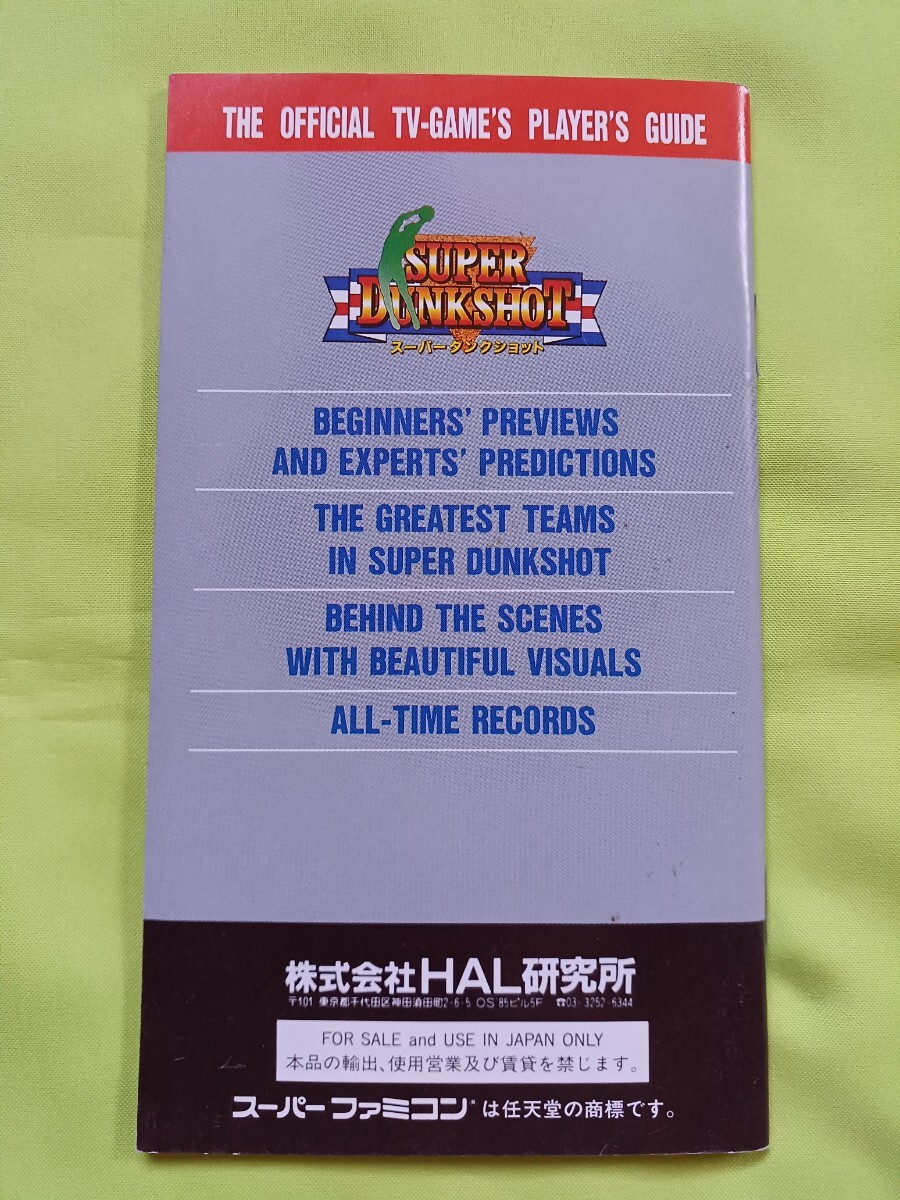 THE OFFICIAL TV-GAME'S PLAYER'S GUIDE
SUPER
DUNKSHOT
スーパーダンクショット
BEGINNERS' PREVIEWS
AND EXPERTS' PREDICTIONS
THE GREATEST TEAMS
IN SUPER DUNKSHOT
BEHIND THE SCENES
WITH BEAUTIFUL VISUALS
ALL-TIME RECORDS
株式会社HAL研究所
〒101 東京都千代田区神田須田町2-6-5 OS'85ビル5F ☎03-3252-6344
FOR SALE and USE IN JAPAN ONLY
本品の輸出、使用営業及び賃貸を禁じます。
スーパーファミコンは任天堂の商標です。